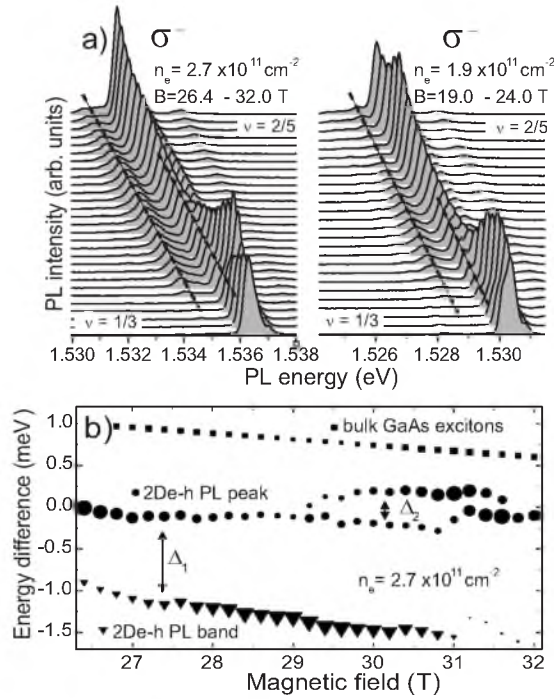 a)
σ⁻
nₑ= 2.7 x10¹¹cm⁻²
B=26.4 - 32.0 T
ν = 2/5
ν = 1/3
PL intensity (arb. units)
1.530 1.532 1.534 1.536 1.538
σ⁻
nₑ= 1.9 x10¹¹cm⁻²
B=19.0 - 24.0 T
ν = 2/5
ν = 1/3
1.526 1.528 1.530
PL energy (eV)
b)
Energy difference (meV)
1.0
0.5
0.0
-0.5
-1.0
-1.5
bulk GaAs excitons
2De-h PL peak
Δ₂
Δ₁
nₑ = 2.7 x10¹¹cm⁻²
2De-h PL band
27 28 29 30 31 32
Magnetic field (T)